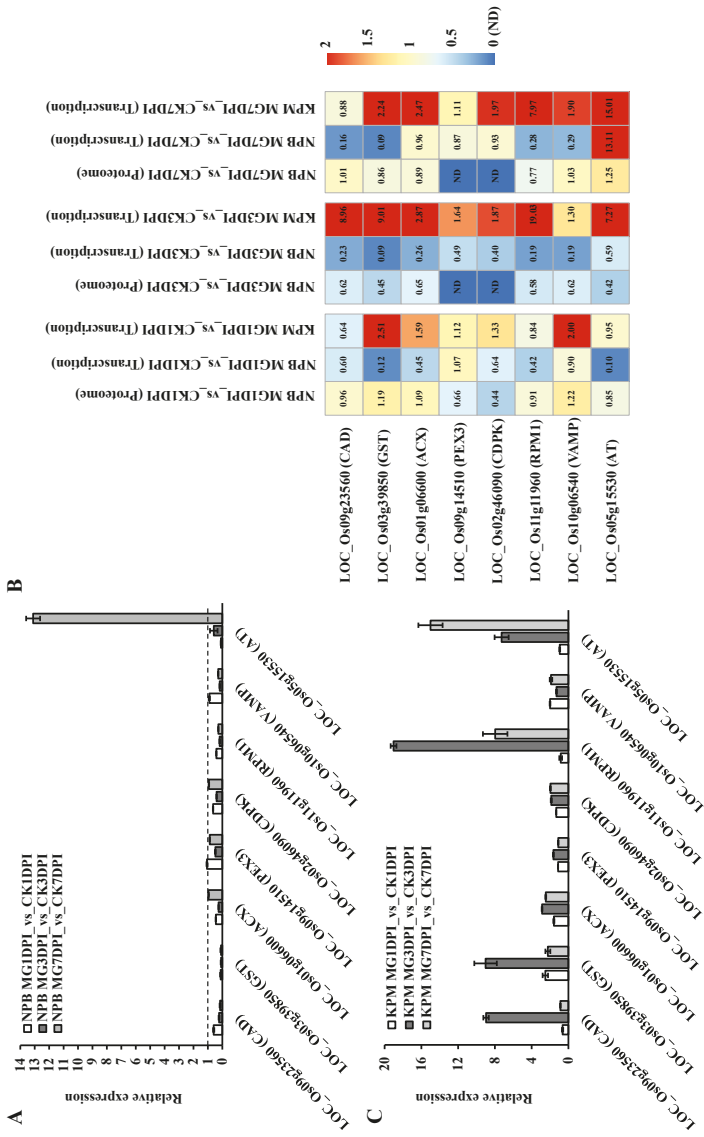 A
Relative expression
14
13
12
11
10
9
8
7
6
5
4
3
2
1
0
NPB MG1DPI_vs_CK1DPI
NPB MG3DPI_vs_CK3DPI
NPB MG7DPI_vs_CK7DPI
LOC_Os09g23560 (CAD)
LOC_Os03g39850 (GST)
LOC_Os01g06600 (ACX)
LOC_Os09g14510 (PEX3)
LOC_Os02g46090 (CDPK)
LOC_Os11g11960 (RPM1)
LOC_Os10g06540 (VAMP)
LOC_Os05g15530 (AT)
B
NPB MG1DPI_vs_CK1DPI (Proteome)
NPB MG1DPI_vs_CK1DPI (Transcription)
KPM MG1DPI_vs_CK1DPI (Transcription)
NPB MG3DPI_vs_CK3DPI (Proteome)
NPB MG3DPI_vs_CK3DPI (Transcription)
KPM MG3DPI_vs_CK3DPI (Transcription)
NPB MG7DPI_vs_CK7DPI (Proteome)
NPB MG7DPI_vs_CK7DPI (Transcription)
KPM MG7DPI_vs_CK7DPI (Transcription)
LOC_Os09g23560 (CAD) 0.96 0.60 0.64 0.62 0.23 8.96 1.01 0.16 0.88
LOC_Os03g39850 (GST) 1.19 0.12 2.51 0.45 0.09 9.01 0.86 0.09 2.24
LOC_Os01g06600 (ACX) 1.09 0.45 1.59 0.65 0.26 2.87 0.89 0.96 2.47
LOC_Os09g14510 (PEX3) 0.66 1.07 1.12 ND 0.49 1.64 ND 0.87 1.11
LOC_Os02g46090 (CDPK) 0.44 0.64 1.33 ND 0.40 1.87 ND 0.93 1.97
LOC_Os11g11960 (RPM1) 0.91 0.42 0.84 0.58 0.19 19.03 0.77 0.28 7.97
LOC_Os10g06540 (VAMP) 1.22 0.90 2.00 0.62 0.19 1.30 1.03 0.29 1.90
LOC_Os05g15530 (AT) 0.85 0.10 0.95 0.42 0.59 7.27 1.25 13.11 15.01
2
1.5
1
0.5
0 (ND)
C
Relative expression
20
16
12
8
4
0
KPM MG1DPI_vs_CK1DPI
KPM MG3DPI_vs_CK3DPI
KPM MG7DPI_vs_CK7DPI
LOC_Os09g23560 (CAD)
LOC_Os03g39850 (GST)
LOC_Os01g06600 (ACX)
LOC_Os09g14510 (PEX3)
LOC_Os02g46090 (CDPK)
LOC_Os11g11960 (RPM1)
LOC_Os10g06540 (VAMP)
LOC_Os05g15530 (AT)